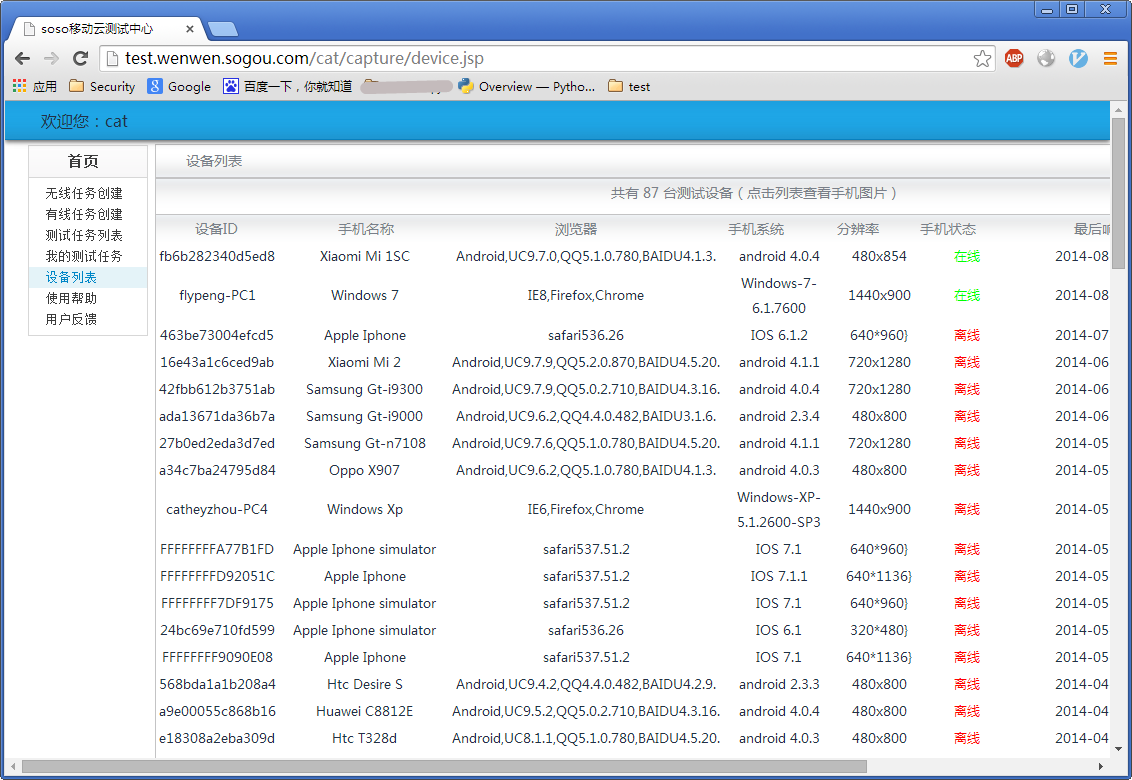 soso移动云测试中心
test.wenwen.sogou.com/cat/capture/device.jsp
ABP
应用 Security Google 百度一下，你就知道 Overview — Pytho... test
欢迎您：cat
首页
无线任务创建
有线任务创建
测试任务列表
我的测试任务
设备列表
使用帮助
用户反馈
设备列表
共有 87 台测试设备（点击列表查看手机图片）
设备ID 手机名称 浏览器 手机系统 分辨率 手机状态 最后
fb6b282340d5ed8 Xiaomi Mi 1SC Android,UC9.7.0,QQ5.1.0.780,BAIDU4.1.3. android 4.0.4 480x854 在线 2014-08
flypeng-PC1 Windows 7 IE8,Firefox,Chrome Windows-7-6.1.7600 1440x900 在线 2014-08
463be73004efcd5 Apple Iphone safari536.26 IOS 6.1.2 640*960} 离线 2014-07
16e43a1c6ced9ab Xiaomi Mi 2 Android,UC9.7.9,QQ5.2.0.870,BAIDU4.5.20. android 4.1.1 720x1280 离线 2014-06
42fbb612b3751ab Samsung Gt-i9300 Android,UC9.7.9,QQ5.0.2.710,BAIDU4.3.16. android 4.0.4 720x1280 离线 2014-06
ada13671da36b7a Samsung Gt-i9000 Android,UC9.6.2,QQ4.4.0.482,BAIDU3.1.6. android 2.3.4 480x800 离线 2014-06
27b0ed2eda3d7ed Samsung Gt-n7108 Android,UC9.7.6,QQ5.1.0.780,BAIDU4.5.20. android 4.1.1 720x1280 离线 2014-05
a34c7ba24795d84 Oppo X907 Android,UC9.6.2,QQ5.1.0.780,BAIDU4.1.3. android 4.0.3 480x800 离线 2014-05
catheyzhou-PC4 Windows Xp IE6,Firefox,Chrome Windows-XP-5.1.2600-SP3 1440x900 离线 2014-05
FFFFFFFFA77B1FD Apple Iphone simulator safari537.51.2 IOS 7.1 640*960} 离线 2014-05
FFFFFFFFD92051C Apple Iphone safari537.51.2 IOS 7.1.1 640*1136} 离线 2014-05
FFFFFFFF7DF9175 Apple Iphone simulator safari537.51.2 IOS 7.1 640*960} 离线 2014-05
24bc69e710fd599 Apple Iphone simulator safari536.26 IOS 6.1 320*480} 离线 2014-05
FFFFFFFF9090E08 Apple Iphone safari537.51.2 IOS 7.1 640*1136} 离线 2014-05
568bda1a1b208a4 Htc Desire S Android,UC9.4.2,QQ4.4.0.482,BAIDU4.2.9. android 2.3.3 480x800 离线 2014-04
a9e00055c868b16 Huawei C8812E Android,UC9.5.2,QQ5.0.2.710,BAIDU4.3.16. android 4.0.4 480x800 离线 2014-04
e18308a2eba309d Htc T328d Android,UC8.1.1,QQ5.1.0.780,BAIDU4.5.20. android 4.0.3 480x800 离线 2014-04